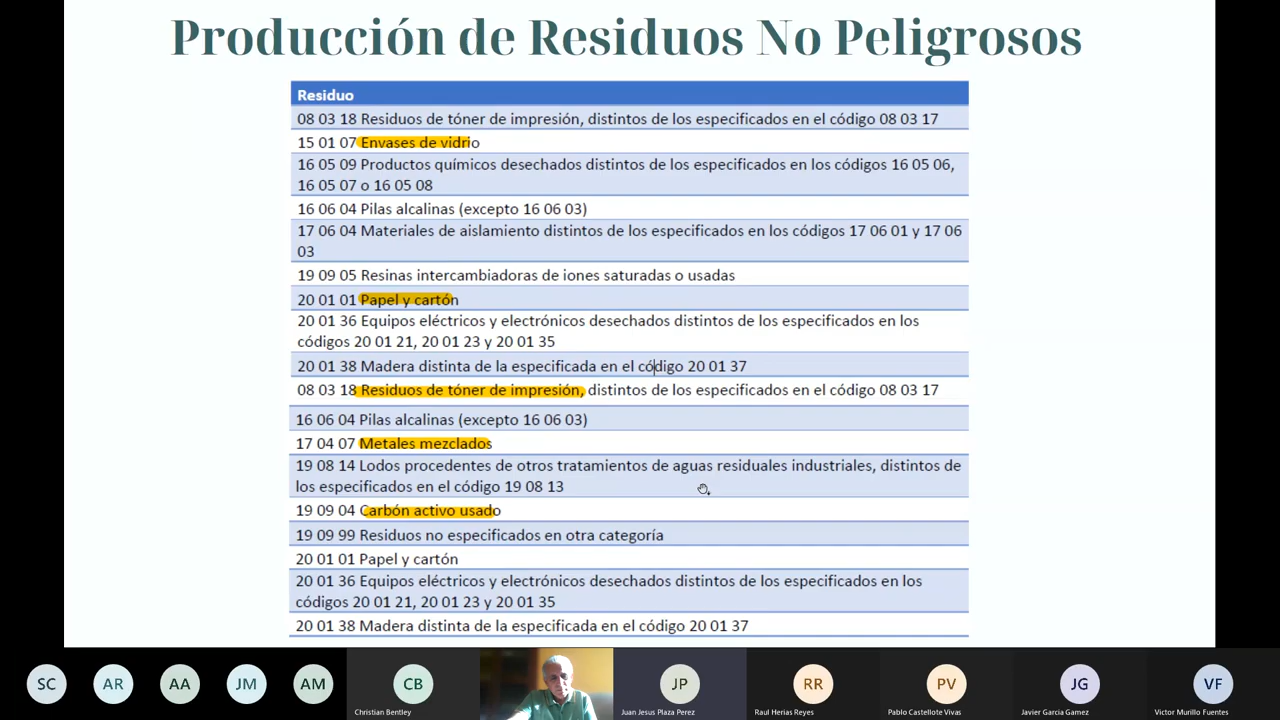 Producción de Residuos No Peligrosos
Residuo
08 03 18 Residuos de tóner de impresión, distintos de los especificados en el código 08 03 17
15 01 07 Envases de vidrio
16 05 09 Productos químicos desechados distintos de los especificados en los códigos 16 05 06,
16 05 07 o 16 05 08
16 06 04 Pilas alcalinas (excepto 16 06 03)
17 06 04 Materiales de aislamiento distintos de los especificados en los códigos 17 06 01 y 17 06
03
19 09 05 Resinas intercambiadoras de iones saturadas o usadas
20 01 01 Papel y cartón
20 01 36 Equipos eléctricos y electrónicos desechados distintos de los especificados en los
códigos 20 01 21, 20 01 23 y 20 01 35
20 01 38 Madera distinta de la especificada en el código 20 01 37
08 03 18 Residuos de tóner de impresión, distintos de los especificados en el código 08 03 17
16 06 04 Pilas alcalinas (excepto 16 06 03)
17 04 07 Metales mezclados
19 08 14 Lodos procedentes de otros tratamientos de aguas residuales industriales, distintos de
los especificados en el código 19 08 13
19 09 04 Carbón activo usado
19 09 99 Residuos no especificados en otra categoría
20 01 01 Papel y cartón
20 01 36 Equipos eléctricos y electrónicos desechados distintos de los especificados en los
códigos 20 01 21, 20 01 23 y 20 01 35
20 01 38 Madera distinta de la especificada en el código 20 01 37
SC AR AA JM AM CB JP RR PV JG VF
Christian Bentley Juan Jesus Plaza Perez Raul Herias Reyes Pablo Castellote Vivas Javier Garcia Gamez Victor Murillo Fuentes